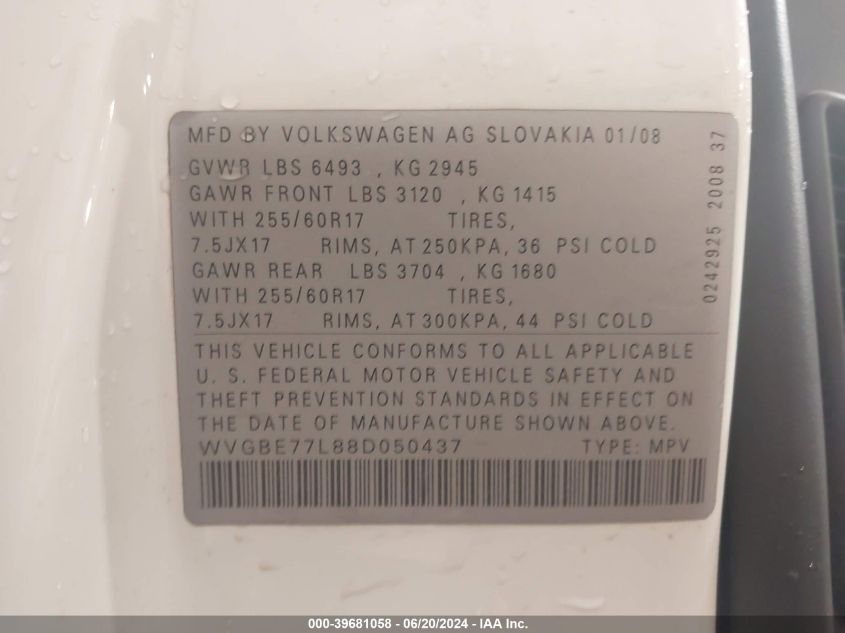 MFD BY VOLKSWAGEN AG SLOVAKIA 01/08
GVWR LBS 6493 , KG 2945
GAWR FRONT LBS 3120 , KG 1415
WITH 255/60R17 TIRES,
7.5JX17 RIMS, AT 250KPA, 36 PSI COLD
GAWR REAR LBS 3704 , KG 1680
WITH 255/60R17 TIRES,
7.5JX17 RIMS, AT 300KPA, 44 PSI COLD
THIS VEHICLE CONFORMS TO ALL APPLICABLE
U. S. FEDERAL MOTOR VEHICLE SAFETY AND
THEFT PREVENTION STANDARDS IN EFFECT ON
THE DATE OF MANUFACTURE SHOWN ABOVE.
WVGBE77L88D050437 TYPE: MPV
0242925 2008 37
000-39681058 - 06/20/2024 - IAA Inc.